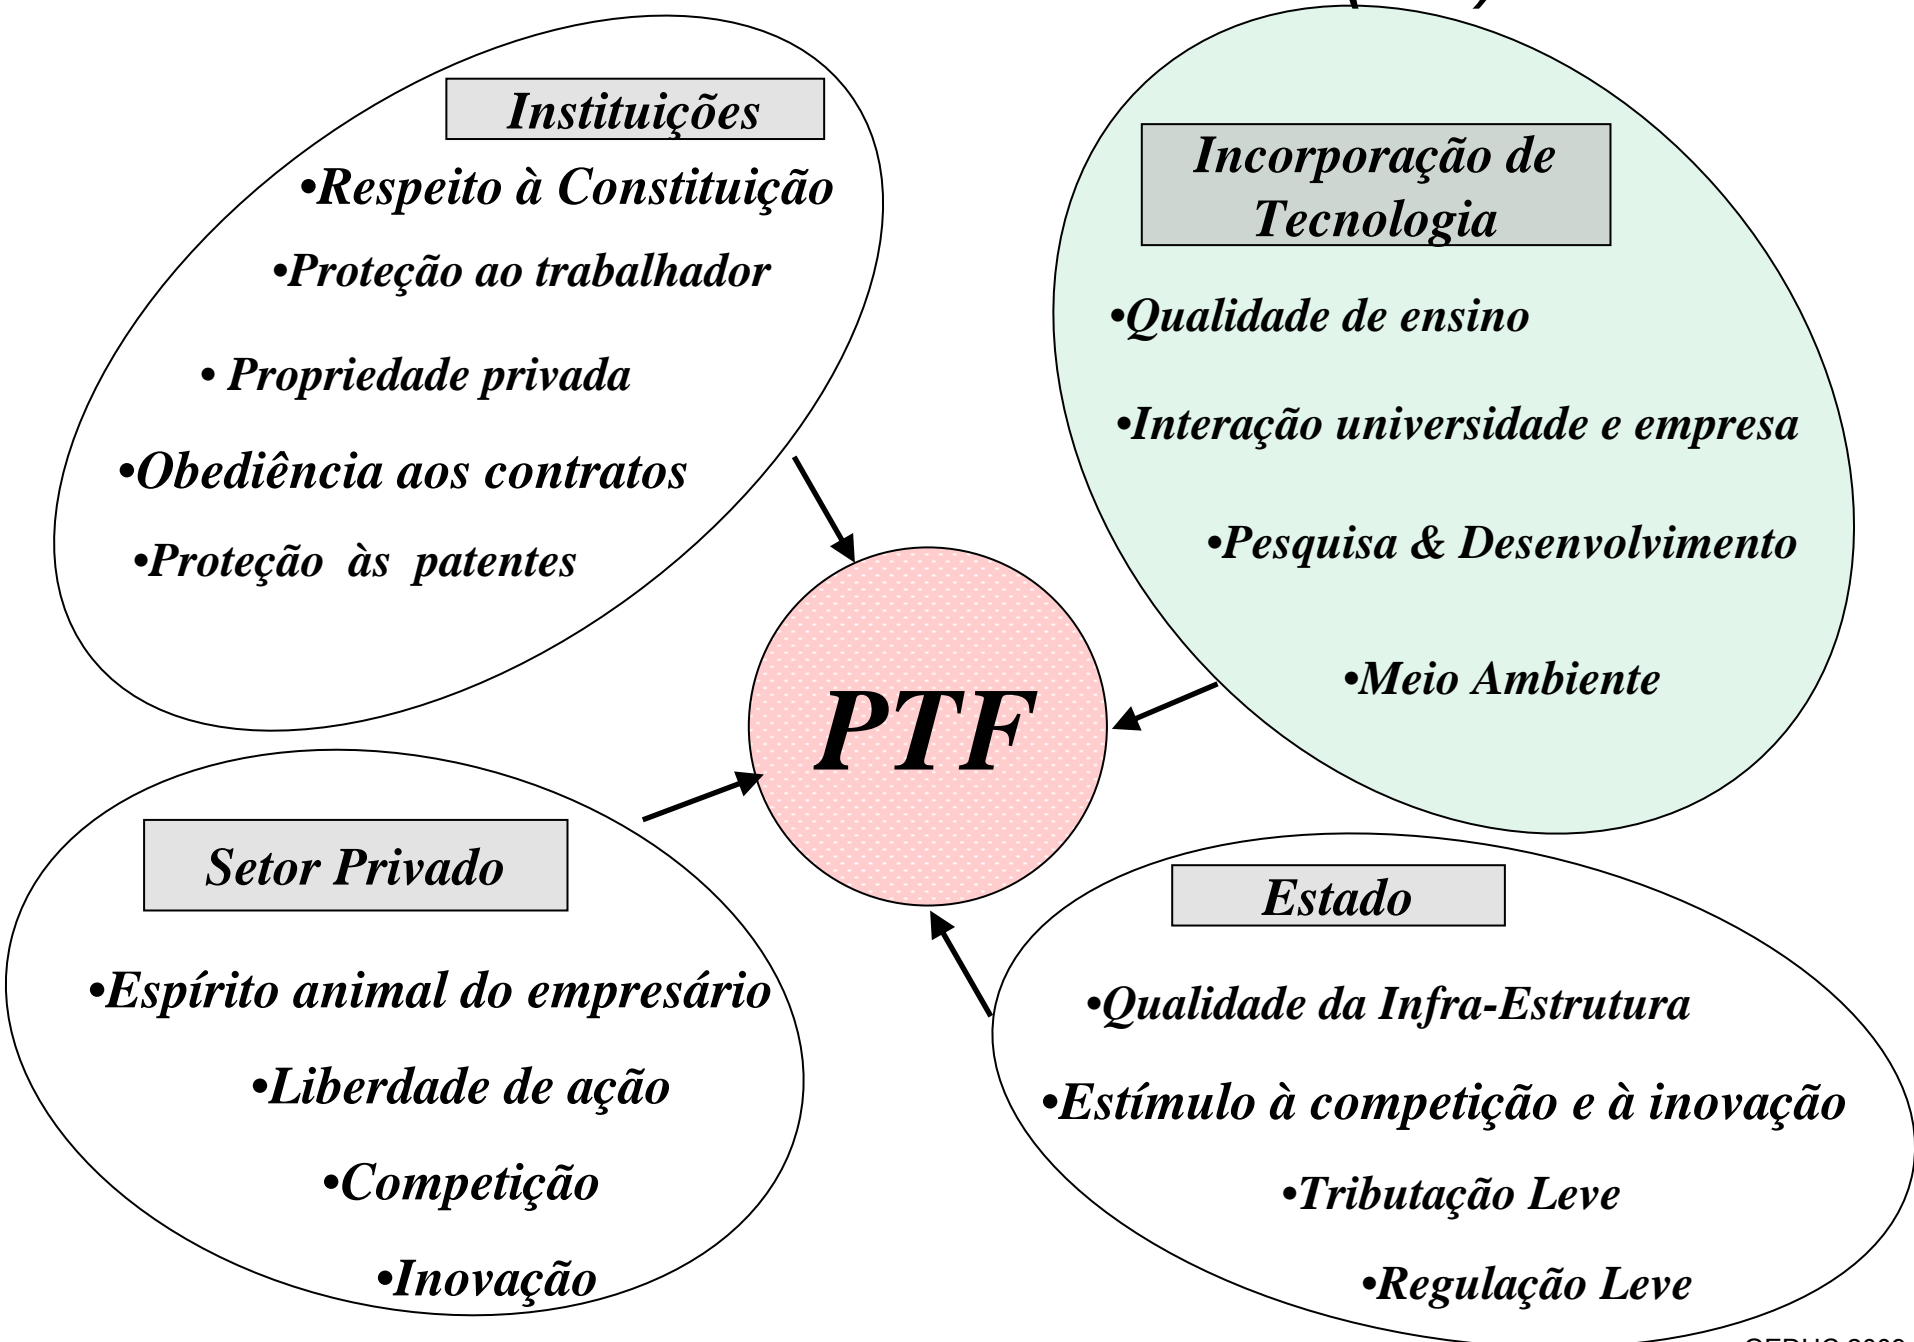 Instituições
•Respeito à Constituição
•Proteção ao trabalhador
• Propriedade privada
•Obediência aos contratos
•Proteção às patentes
Incorporação de
Tecnologia
•Qualidade de ensino
•Interação universidade e empresa
•Pesquisa & Desenvolvimento
•Meio Ambiente
PTF
Setor Privado
•Espírito animal do empresário
•Liberdade de ação
•Competição
•Inovação
Estado
•Qualidade da Infra-Estrutura
•Estímulo à competição e à inovação
•Tributação Leve
•Regulação Leve